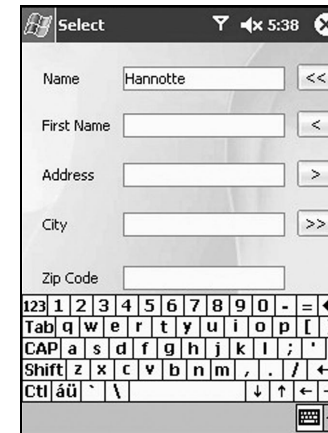 Select 5:38
Name Hannotte <<
First Name <
Address >
City >>
Zip Code
123 1 2 3 4 5 6 7 8 9 0 - =
Tab q w e r t y u i o p [ ]
CAP a s d f g h j k l ; '
Shift z x c v b n m , . /
Ctl áü ` \